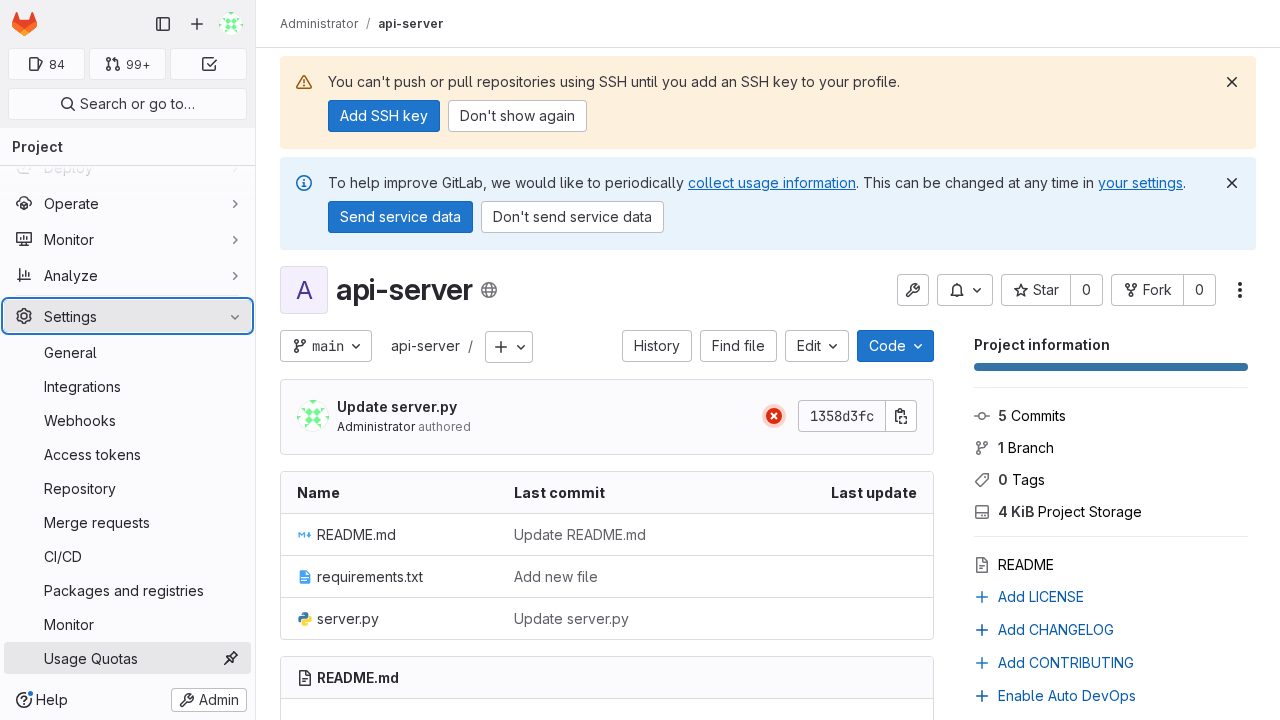 84
99+
Search or go to…
Project
Deploy
Operate
Monitor
Analyze
Settings
General
Integrations
Webhooks
Access tokens
Repository
Merge requests
CI/CD
Packages and registries
Monitor
Usage Quotas
Help
Admin
Administrator / api-server
You can't push or pull repositories using SSH until you add an SSH key to your profile.
Add SSH key
Don't show again
To help improve GitLab, we would like to periodically collect usage information. This can be changed at any time in your settings.
Send service data
Don't send service data
A
api-server
Star 0
Fork 0
main
api-server /
History
Find file
Edit
Code
Update server.py
Administrator authored
1358d3fc
Name Last commit Last update
README.md Update README.md
requirements.txt Add new file
server.py Update server.py
README.md
Project information
5 Commits
1 Branch
0 Tags
4 KiB Project Storage
README
Add LICENSE
Add CHANGELOG
Add CONTRIBUTING
Enable Auto DevOps